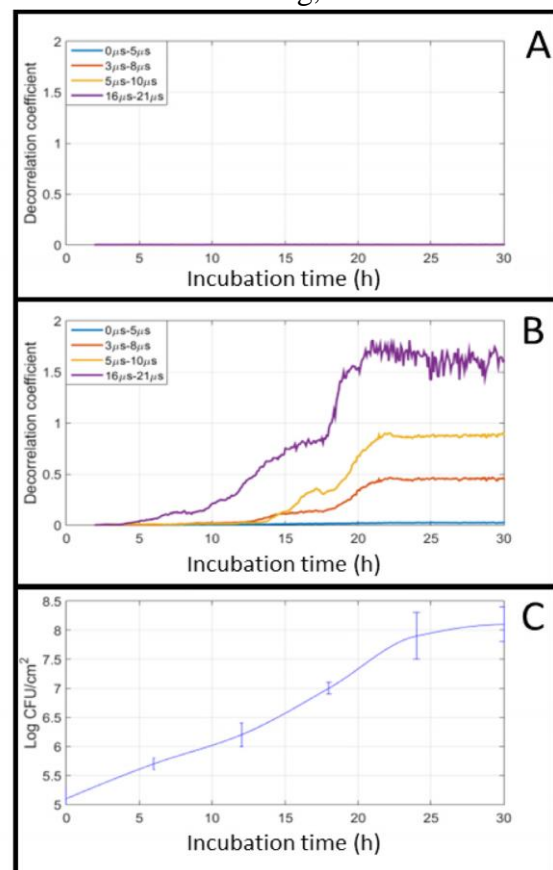 A
Decorrelation coefficient
2
1.5
1
0.5
0
0μs-5μs
3μs-8μs
5μs-10μs
16μs-21μs
0 5 10 15 20 25 30
Incubation time (h)
B
Decorrelation coefficient
2
1.5
1
0.5
0
0μs-5μs
3μs-8μs
5μs-10μs
16μs-21μs
0 5 10 15 20 25 30
Incubation time (h)
C
Log CFU/cm²
8.5
8
7.5
7
6.5
6
5.5
5
0 5 10 15 20 25 30
Incubation time (h)